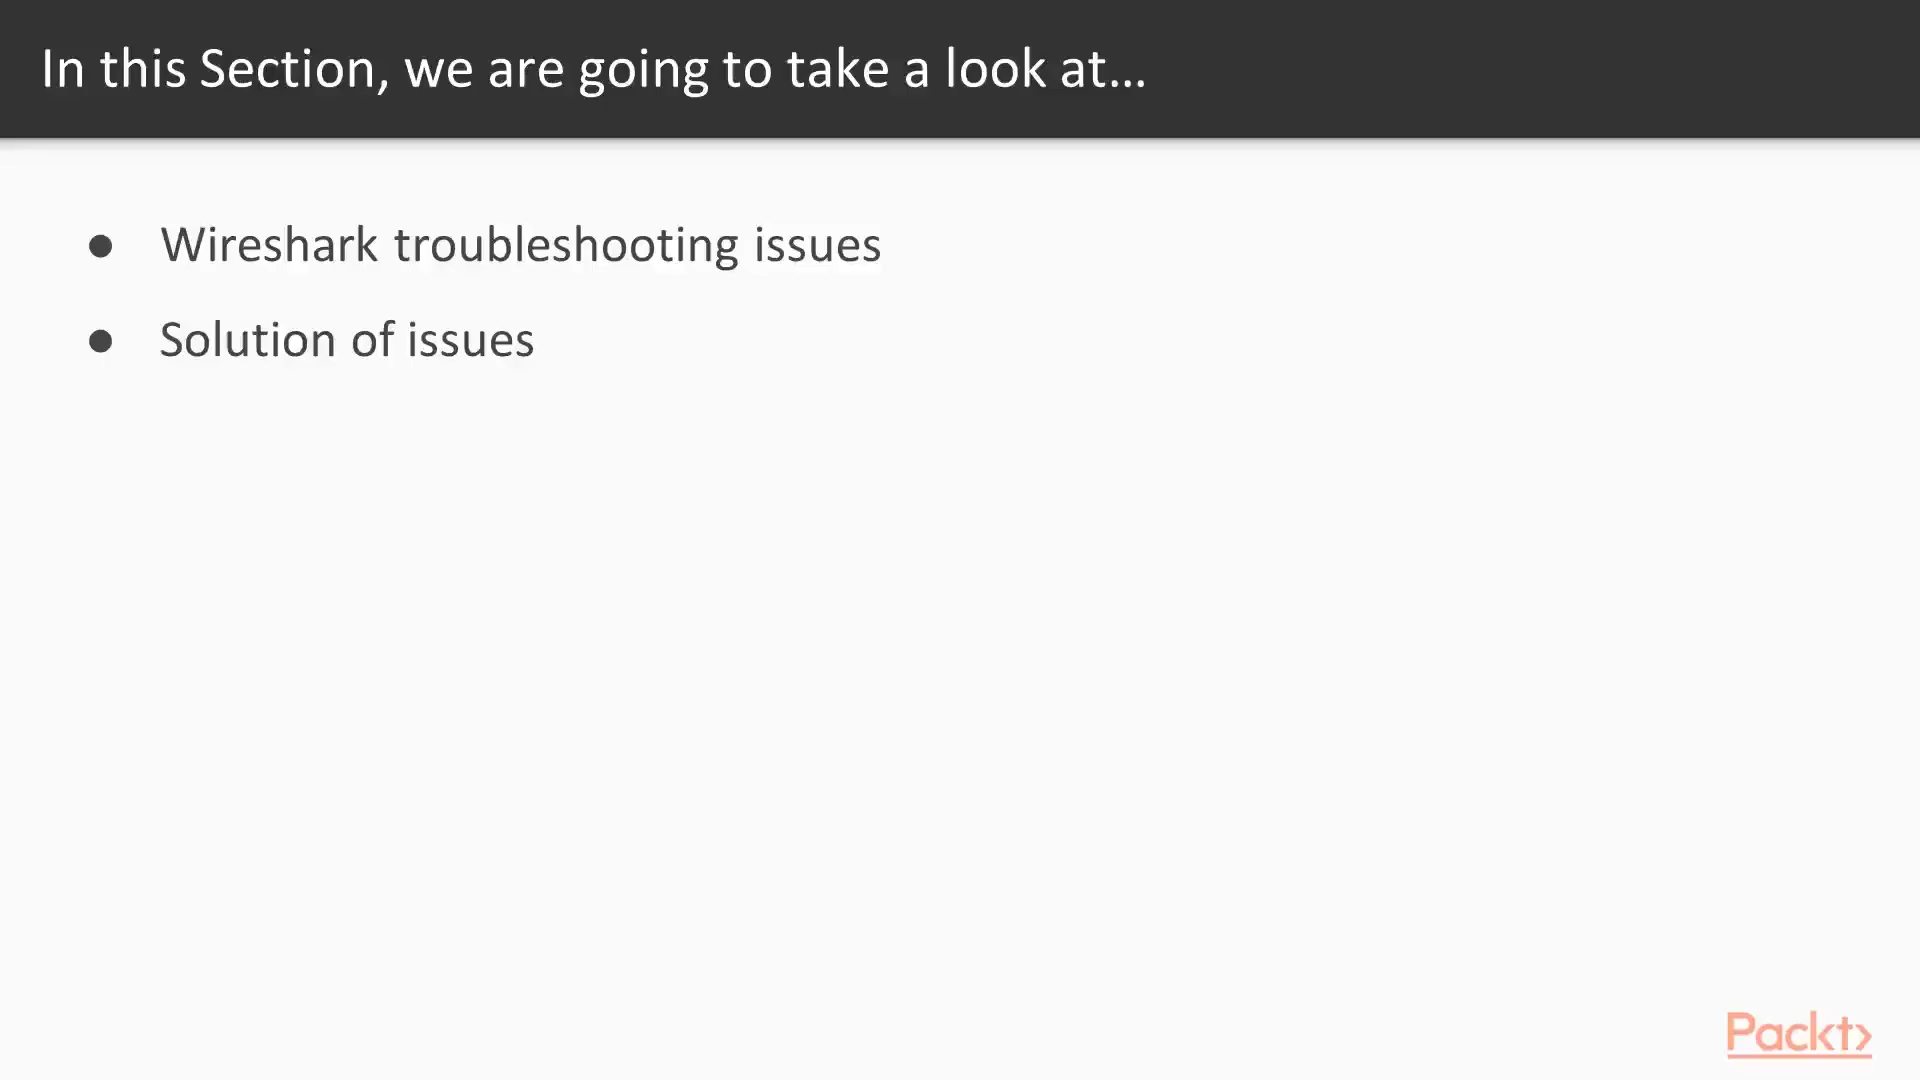 In this Section, we are going to take a look at...
● Wireshark troubleshooting issues
● Solution of issues
Packt>